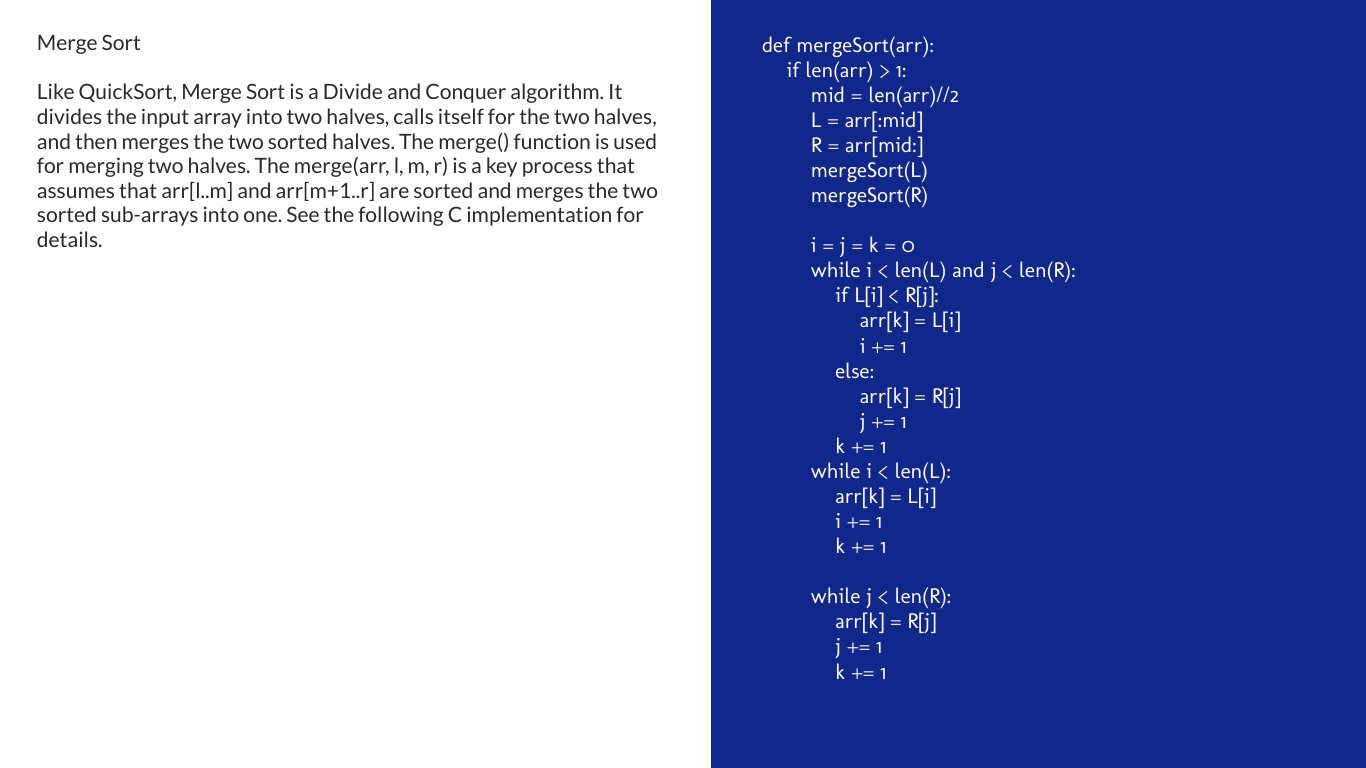 Merge Sort
Like QuickSort, Merge Sort is a Divide and Conquer algorithm. It
divides the input array into two halves, calls itself for the two halves,
and then merges the two sorted halves. The merge() function is used
for merging two halves. The merge(arr, l, m, r) is a key process that
assumes that arr[l..m] and arr[m+1..r] are sorted and merges the two
sorted sub-arrays into one. See the following C implementation for
details.
def mergeSort(arr):
    if len(arr) > 1:
        mid = len(arr)//2
        L = arr[:mid]
        R = arr[mid:]
        mergeSort(L)
        mergeSort(R)

        i = j = k = 0
        while i < len(L) and j < len(R):
            if L[i] < R[j]:
                arr[k] = L[i]
                i += 1
            else:
                arr[k] = R[j]
                j += 1
            k += 1
        while i < len(L):
            arr[k] = L[i]
            i += 1
            k += 1

        while j < len(R):
            arr[k] = R[j]
            j += 1
            k += 1